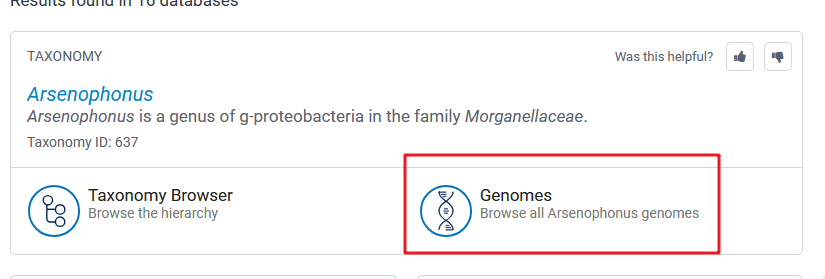 Results found in 16 databases
TAXONOMY
Was this helpful?
Arsenophonus
Arsenophonus is a genus of g-proteobacteria in the family Morganellaceae.
Taxonomy ID: 637
Taxonomy Browser
Browse the hierarchy
Genomes
Browse all Arsenophonus genomes